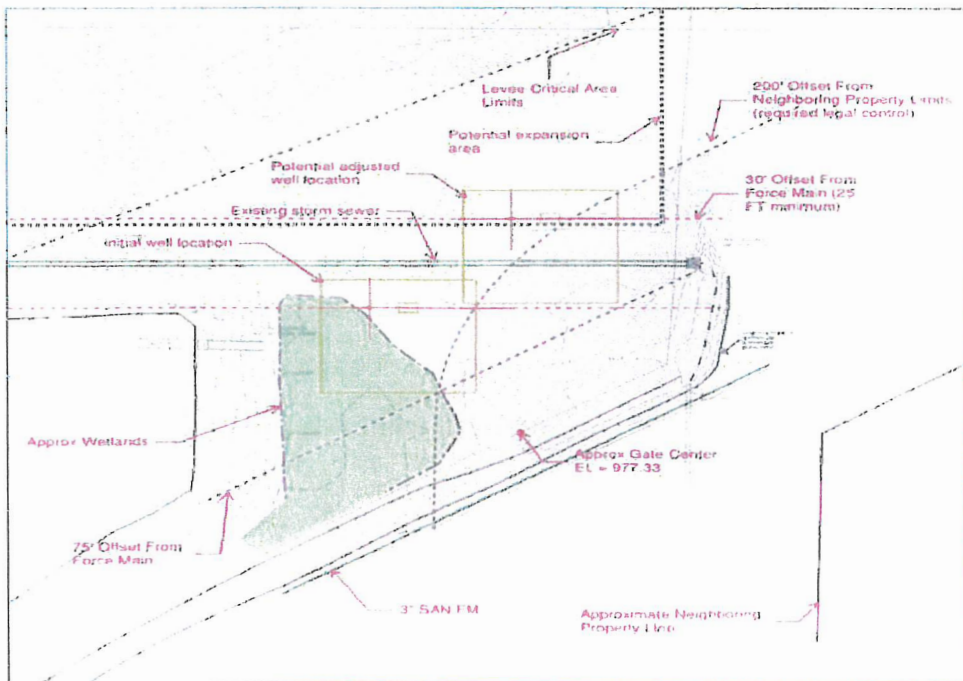 Levee Critical Area
Limits
200' Offset From
Neighboring Property Limits
(required legal control)
Potential expansion
area
Potential adjusted
well location
30' Offset From
Force Main (25
FT minimum)
Existing storm sewer
Initial well location
Approx Wetlands
Approx Gate Center
EL = 977.33
75' Offset From
Force Main
3" SAN FM
Approximate Neighboring
Property Line